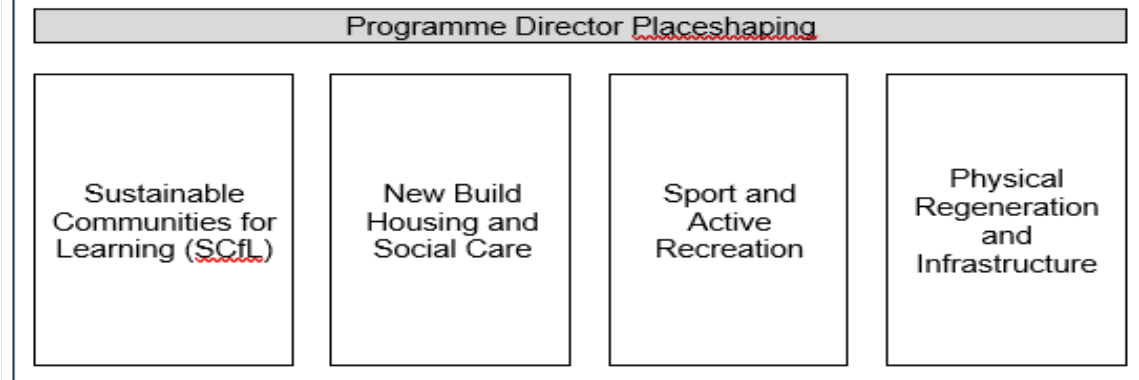 Programme Director Placeshaping
Sustainable
Communities for
Learning (SCfL)
New Build
Housing and
Social Care
Sport and
Active
Recreation
Physical
Regeneration
and
Infrastructure